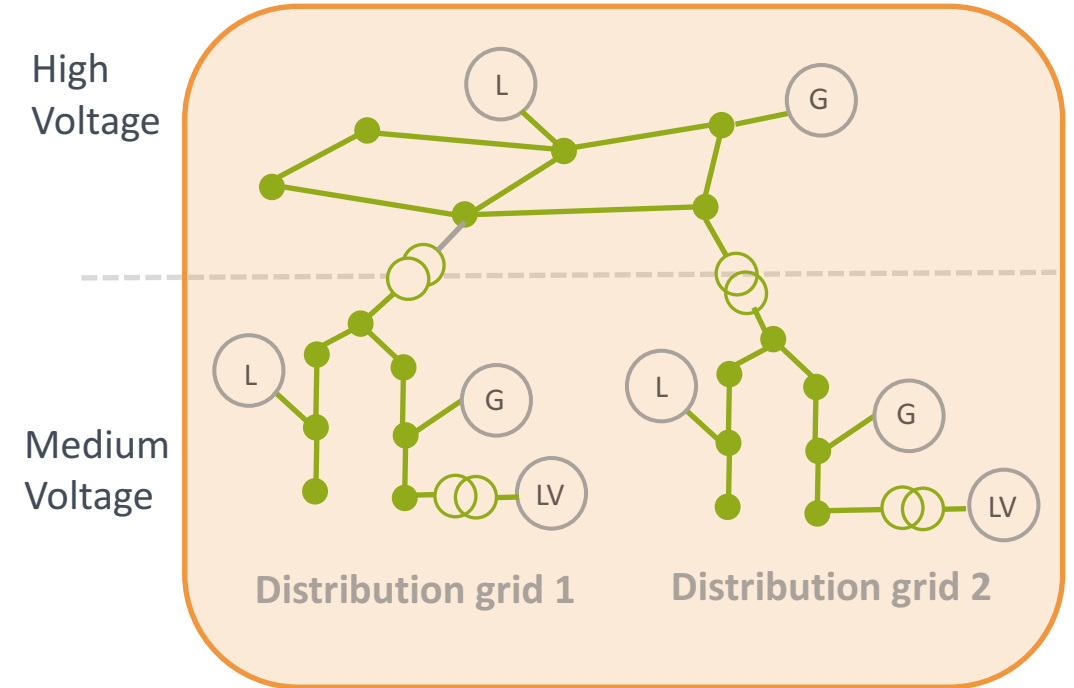 High
Voltage
L
G
L
G
LV
L
G
LV
Medium
Voltage
Distribution grid 1
Distribution grid 2